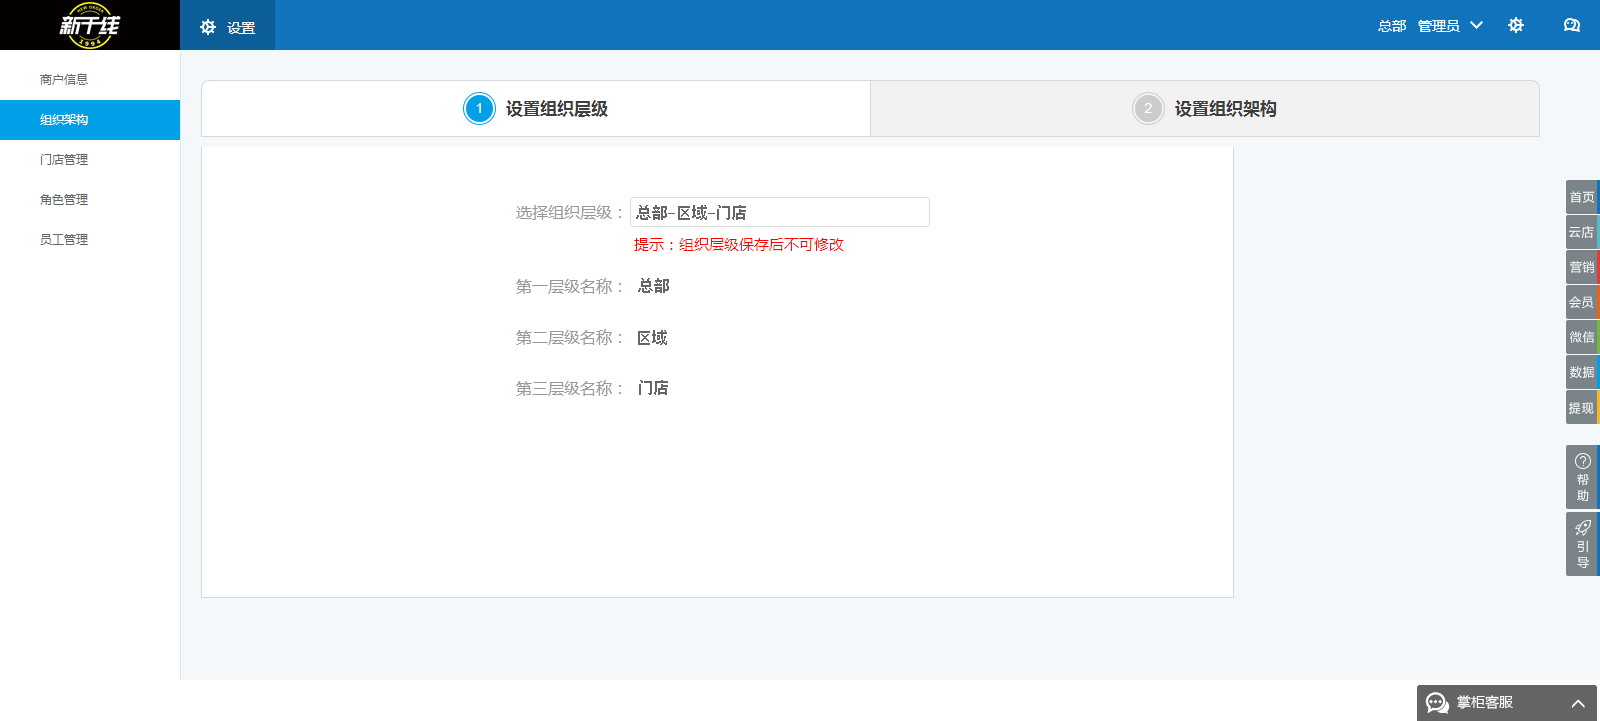 NEW ORDER
新干线
1994
设置
总部 管理员
商户信息
组织架构
门店管理
角色管理
员工管理
1 设置组织层级
2 设置组织架构
选择组织层级： 总部-区域-门店
提示：组织层级保存后不可修改
第一层级名称： 总部
第二层级名称： 区域
第三层级名称： 门店
首页
云店
营销
会员
微信
数据
提现
帮助
引导
掌柜客服